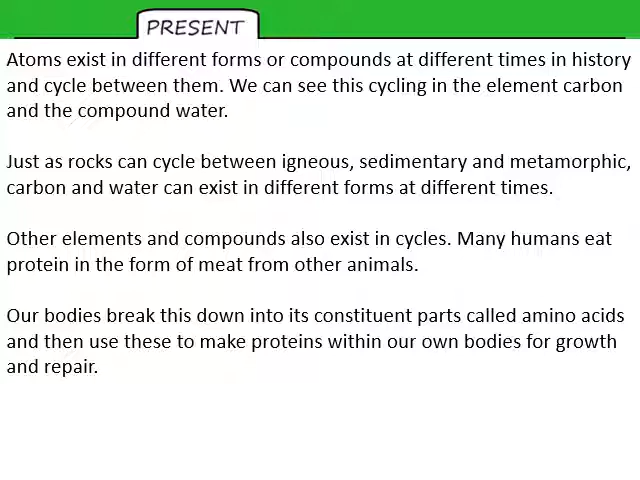 PRESENT
Atoms exist in different forms or compounds at different times in history
and cycle between them. We can see this cycling in the element carbon
and the compound water.
Just as rocks can cycle between igneous, sedimentary and metamorphic,
carbon and water can exist in different forms at different times.
Other elements and compounds also exist in cycles. Many humans eat
protein in the form of meat from other animals.
Our bodies break this down into its constituent parts called amino acids
and then use these to make proteins within our own bodies for growth
and repair.